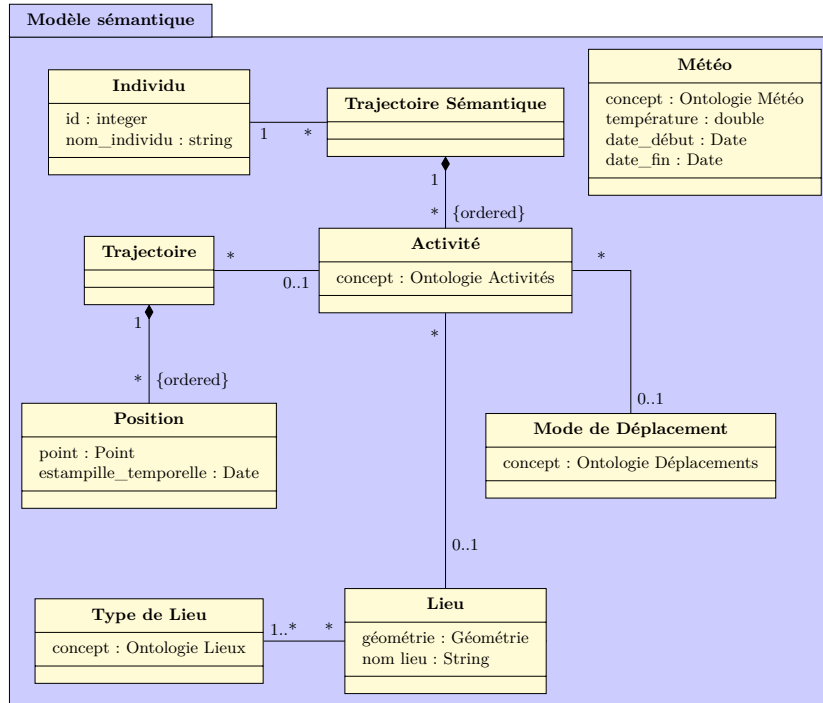 Modèle sémantique
Individu
id : integer
nom_individu : string
1
*
Trajectoire Sémantique
1
* {ordered}
Météo
concept : Ontologie Météo
température : double
date_début : Date
date_fin : Date
Trajectoire
*
0..1
1
* {ordered}
Activité
concept : Ontologie Activités
*
*
0..1
Position
point : Point
estampille_temporelle : Date
Mode de Déplacement
concept : Ontologie Déplacements
0..1
Type de Lieu
concept : Ontologie Lieux
1..*
*
Lieu
géométrie : Géométrie
nom lieu : String